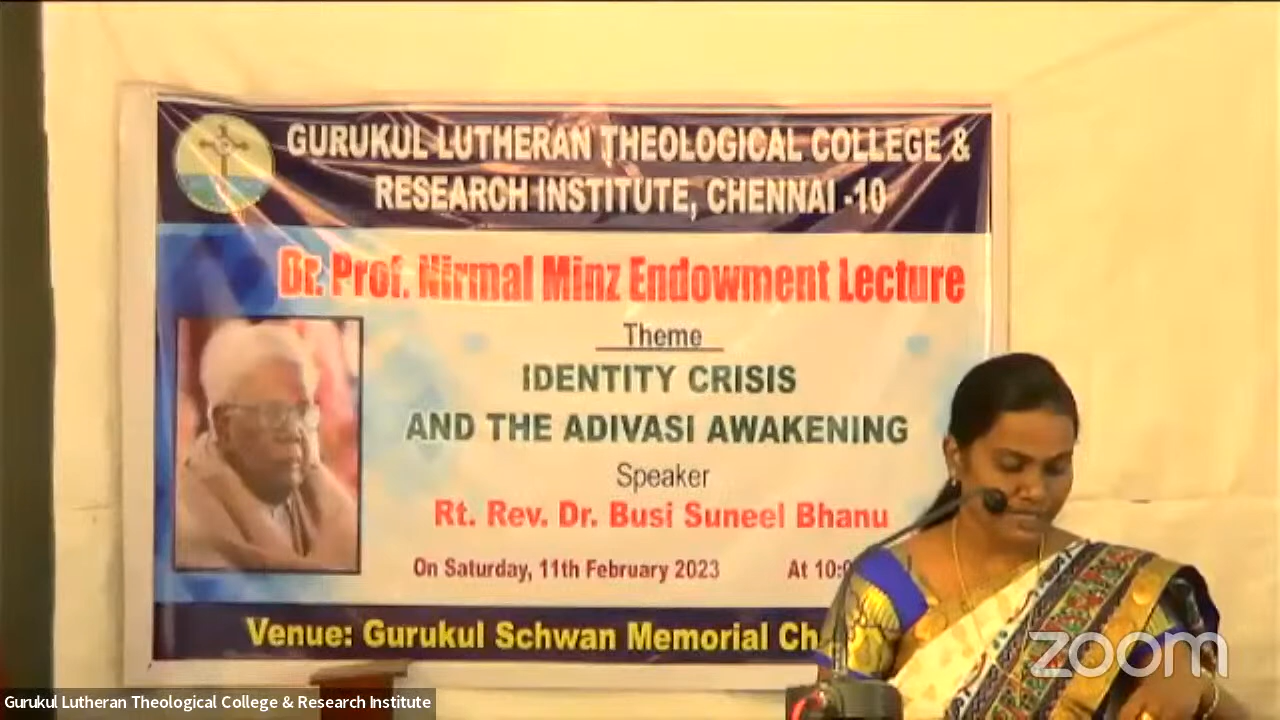 GURUKUL LUTHERAN THEOLOGICAL COLLEGE &
RESEARCH INSTITUTE, CHENNAI -10
Dr. Prof. Nirmal Minz Endowment Lecture
Theme
IDENTITY CRISIS
AND THE ADIVASI AWAKENING
Speaker
Rt. Rev. Dr. Busi Suneel Bhanu
On Saturday, 11th February 2023 At
Venue: Gurukul Schwan Memorial
zoom
Gurukul Lutheran Theological College & Research Institute